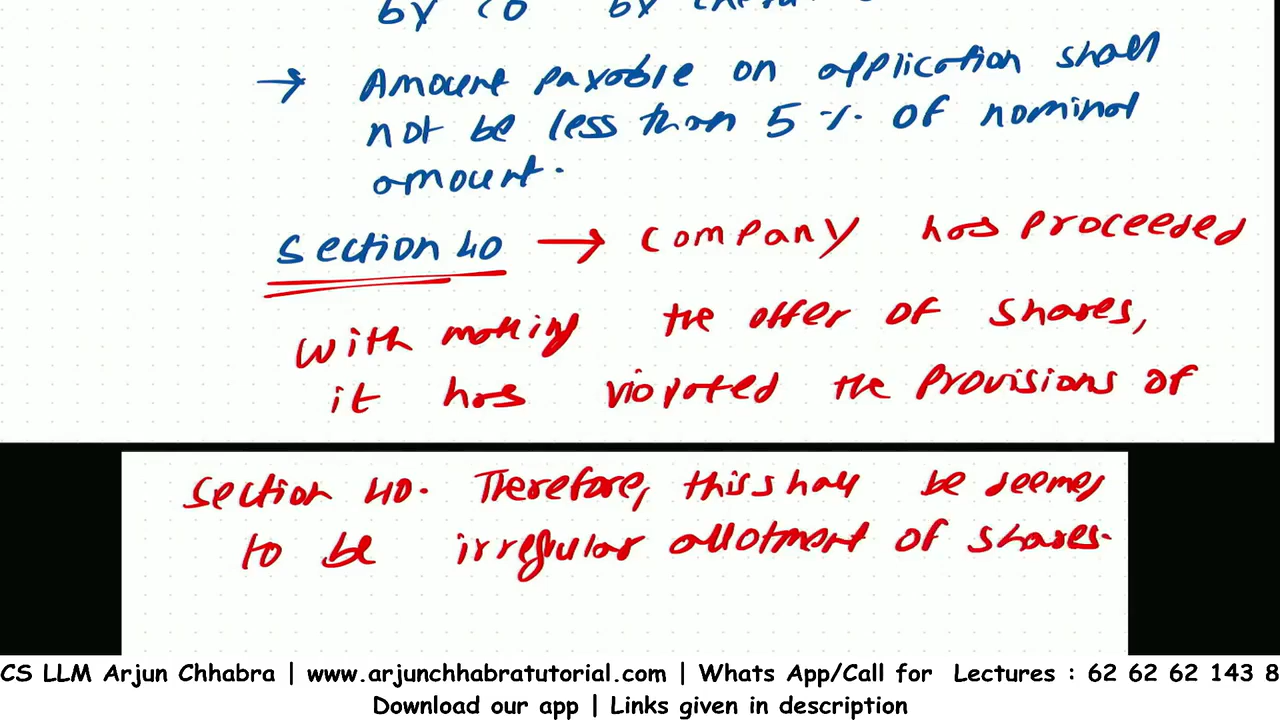 by co by
→ Amount payable on application shall
not be less than 5 % of nominal
amount.
Section 40 → Company has proceeded
with making the offer of shares,
it has violated the provisions of
Section 40. Therefore, this shall be deemed
to be irregular allotment of shares.
CS LLM Arjun Chhabra | www.arjunchhabratutorial.com | Whats App/Call for Lectures : 62 62 62 143 8
Download our app | Links given in description